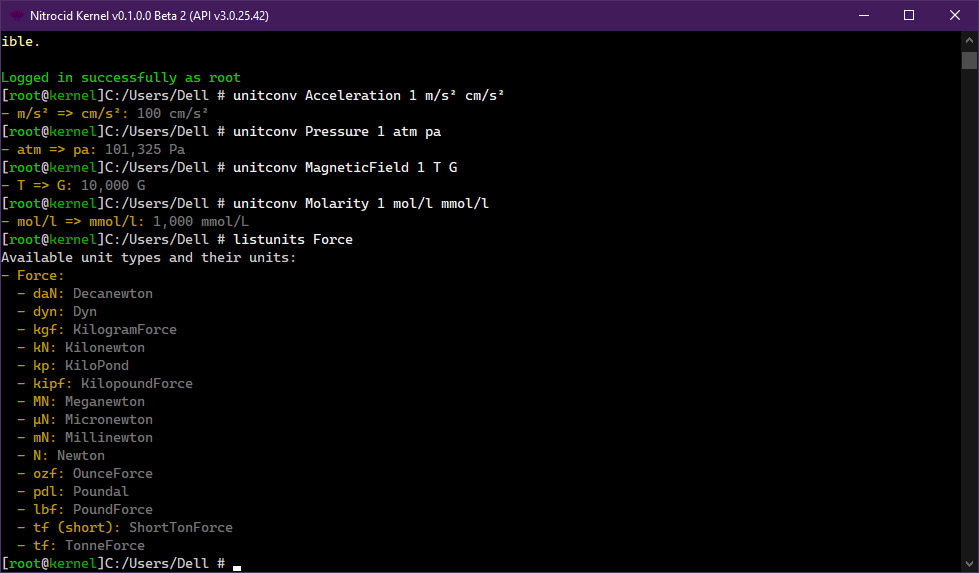 Nitrocid Kernel v0.1.0.0 Beta 2 (API v3.0.25.42)
ible.
Logged in successfully as root
[root@kernel]C:/Users/Dell # unitconv Acceleration 1 m/s² cm/s²
- m/s² => cm/s²: 100 cm/s²
[root@kernel]C:/Users/Dell # unitconv Pressure 1 atm pa
- atm => pa: 101,325 Pa
[root@kernel]C:/Users/Dell # unitconv MagneticField 1 T G
- T => G: 10,000 G
[root@kernel]C:/Users/Dell # unitconv Molarity 1 mol/l mmol/l
- mol/l => mmol/l: 1,000 mmol/L
[root@kernel]C:/Users/Dell # listunits Force
Available unit types and their units:
- Force:
  - daN: Decanewton
  - dyn: Dyn
  - kgf: KilogramForce
  - kN: Kilonewton
  - kp: KiloPond
  - kipf: KilopoundForce
  - MN: Meganewton
  - µN: Micronewton
  - mN: Millinewton
  - N: Newton
  - ozf: OunceForce
  - pdl: Poundal
  - lbf: PoundForce
  - tf (short): ShortTonForce
  - tf: TonneForce
[root@kernel]C:/Users/Dell #